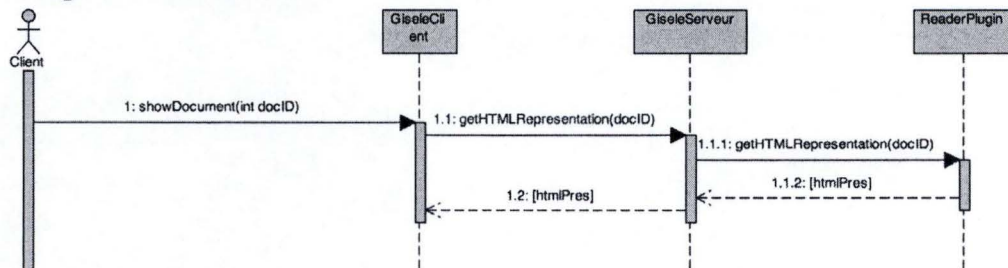 GiseleCli
ent
GiseleServeur
ReaderPlugin
Client
1: showDocument(int docID)
1.1: getHTMLRepresentation(docID)
1.1.1: getHTMLRepresentation(docID)
1.1.2: [htmlPres]
1.2: [htmlPres]